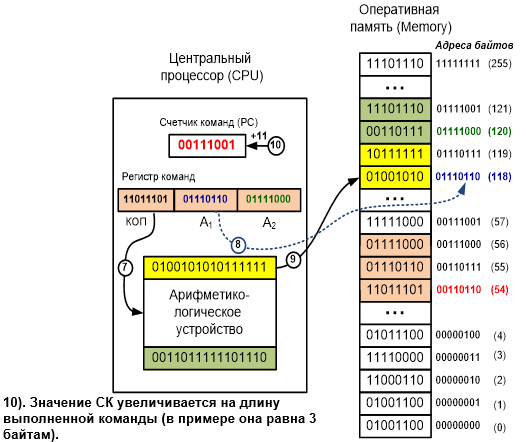 Оперативная
память (Memory)
Адреса байтов
Центральный
процессор (CPU)
Счетчик команд (PC)
00111001
+11
10
Регистр команд
11011101 01110110 01111000
КОП A1 A2
7
8
9
0100101010111111
Арифметико-
логическое
устройство
0011011111101110
11101110 11111111 (255)
...
11101110 01111001 (121)
00110111 01111000 (120)
10111111 01110111 (119)
01001010 01110110 (118)
...
11111000 00111001 (57)
01111000 00111000 (56)
01110110 00110111 (55)
11011101 00110110 (54)
...
01011100 00000100 (4)
11110000 00000011 (3)
11000110 00000010 (2)
01001100 00000001 (1)
01001100 00000000 (0)
10). Значение СК увеличивается на длину
выполненной команды (в примере она равна 3
байтам).